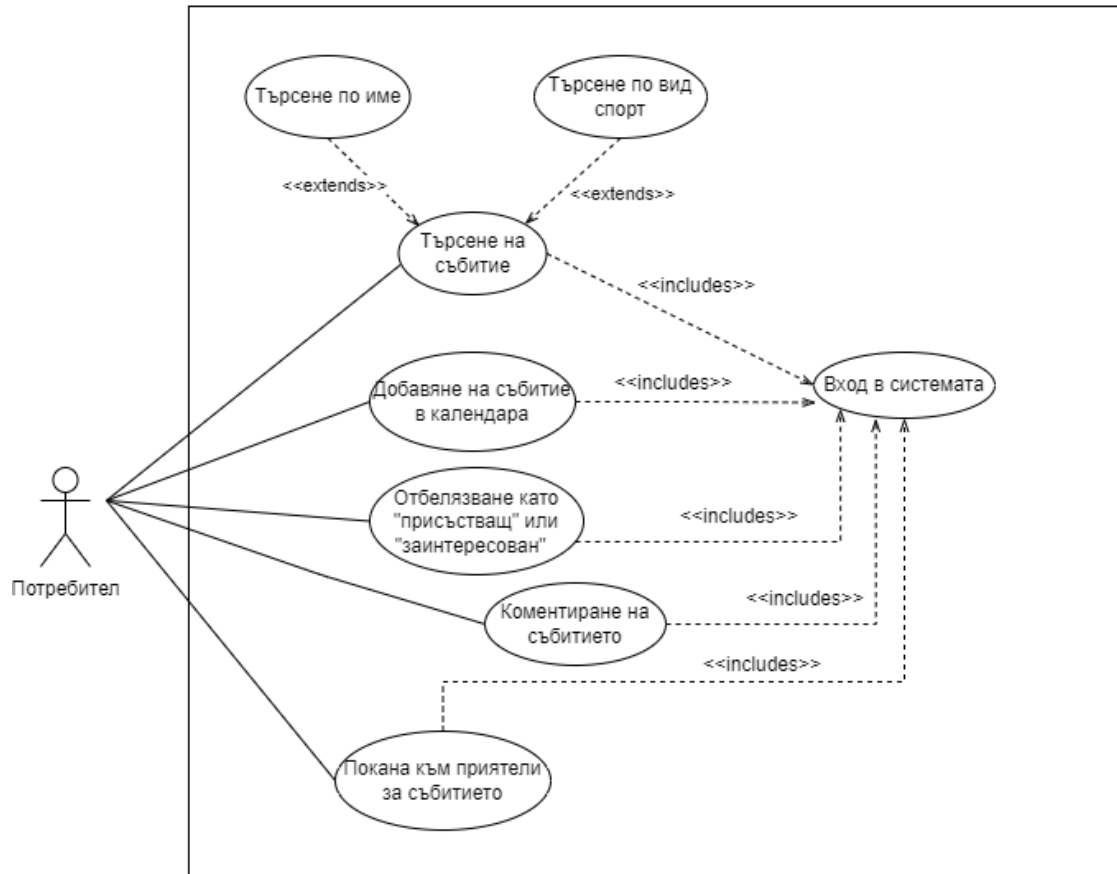 Търсене по име
Търсене по вид
спорт
<<extends>>
<<extends>>
Търсене на
събитие
<<includes>>
Добавяне на събитие
в календара
<<includes>>
Вход в системата
Отбелязване като
"присъстващ" или
"заинтересован"
<<includes>>
Потребител
Коментиране на
събитието
<<includes>>
<<includes>>
Покана към приятели
за събитието